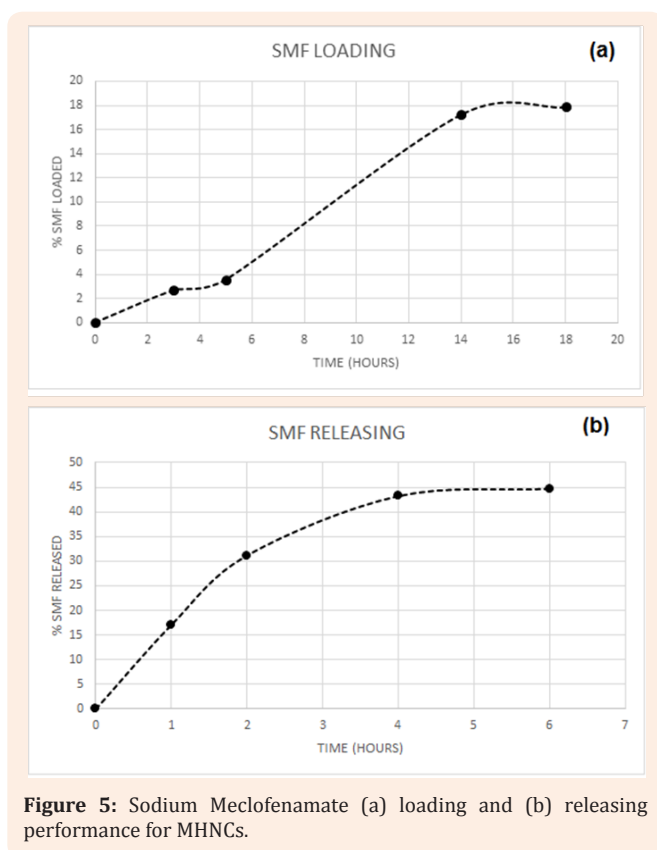 SMF LOADING
(a)
20
18
16
14
12
10
8
6
4
2
0
% SMF LOADED
0 2 4 6 8 10 12 14 16 18 20
TIME (HOURS)
SMF RELEASING
(b)
50
45
40
35
30
25
20
15
10
5
0
% SMF RELEASED
0 1 2 3 4 5 6 7
TIME (HOURS)
Figure 5: Sodium Meclofenamate (a) loading and (b) releasing
performance for MHNCs.